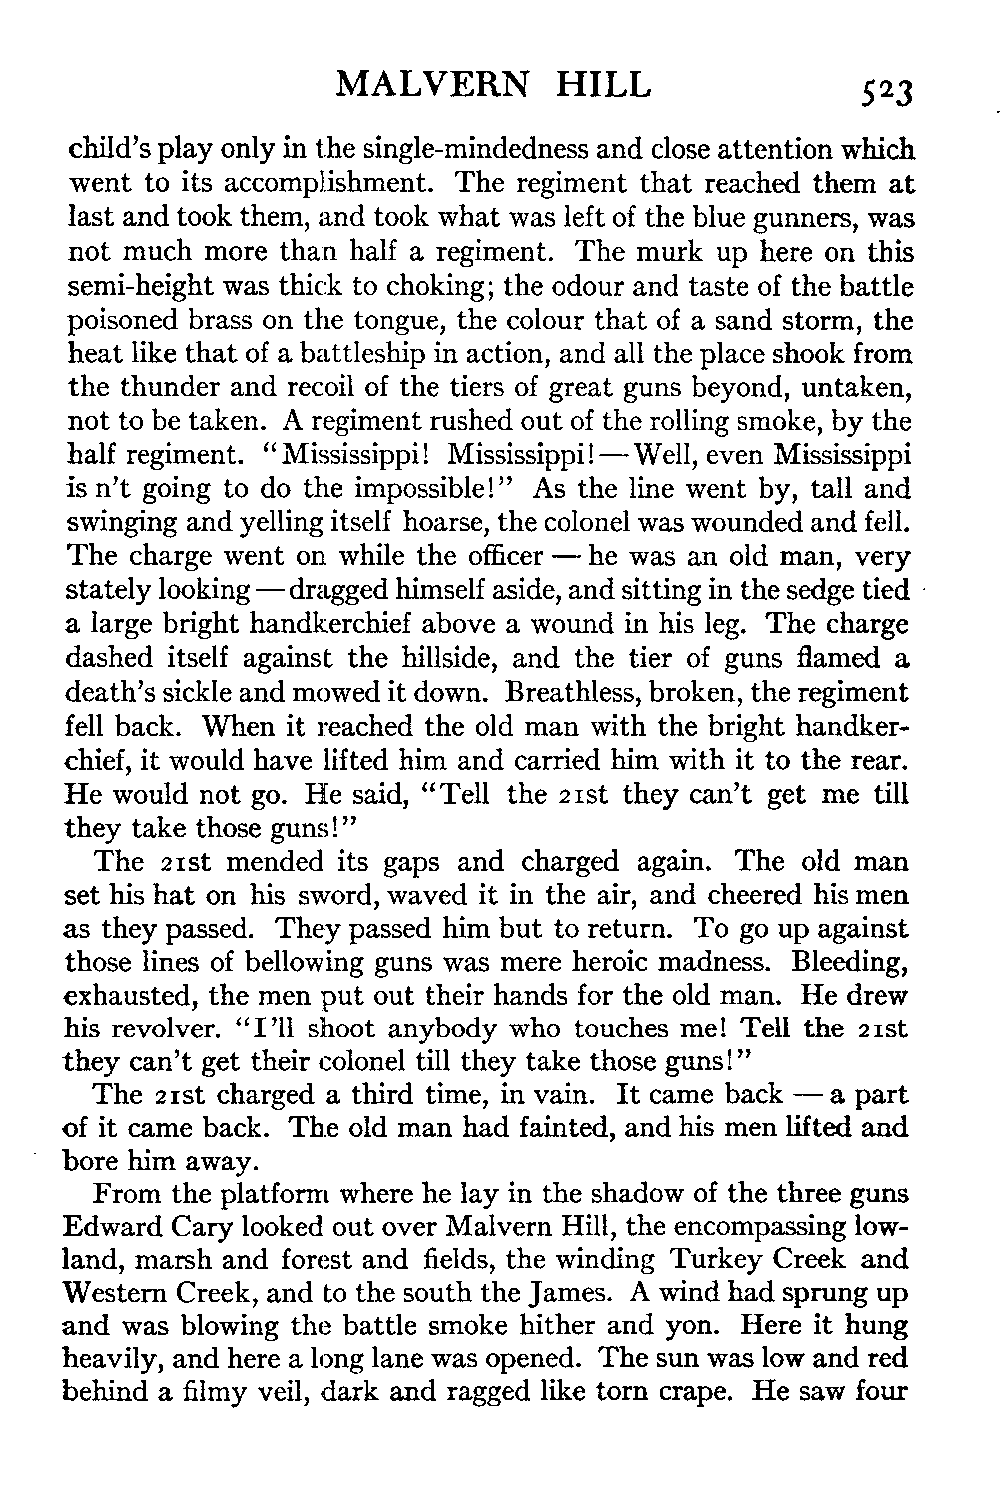 MALVERN HILL 523
child's play only in the single-mindedness and close attention which
went to its accomplishment. The regiment that reached them at
last and took them, and took what was left of the blue gunners, was
not much more than half a regiment. The murk up here on this
semi-height was thick to choking; the odour and taste of the battle
poisoned brass on the tongue, the colour that of a sand storm, the
heat like that of a battleship in action, and all the place shook from
the thunder and recoil of the tiers of great guns beyond, untaken,
not to be taken. A regiment rushed out of the rolling smoke, by the
half regiment. "Mississippi! Mississippi!—Well, even Mississippi
is n't going to do the impossible!" As the line went by, tall and
swinging and yelling itself hoarse, the colonel was wounded and fell.
The charge went on while the officer — he was an old man, very
stately looking—dragged himself aside, and sitting in the sedge tied
a large bright handkerchief above a wound in his leg. The charge
dashed itself against the hillside, and the tier of guns flamed a
death's sickle and mowed it down. Breathless, broken, the regiment
fell back. When it reached the old man with the bright handker-
chief, it would have lifted him and carried him with it to the rear.
He would not go. He said, "Tell the 21st they can't get me till
they take those guns!"
The 21st mended its gaps and charged again. The old man
set his hat on his sword, waved it in the air, and cheered his men
as they passed. They passed him but to return. To go up against
those lines of bellowing guns was mere heroic madness. Bleeding,
exhausted, the men put out their hands for the old man. He drew
his revolver. "I'll shoot anybody who touches me! Tell the 21st
they can't get their colonel till they take those guns!"
The 21st charged a third time, in vain. It came back — a part
of it came back. The old man had fainted, and his men lifted and
bore him away.
From the platform where he lay in the shadow of the three guns
Edward Cary looked out over Malvern Hill, the encompassing low-
land, marsh and forest and fields, the winding Turkey Creek and
Western Creek, and to the south the James. A wind had sprung up
and was blowing the battle smoke hither and yon. Here it hung
heavily, and here a long lane was opened. The sun was low and red
behind a filmy veil, dark and ragged like torn crape. He saw four